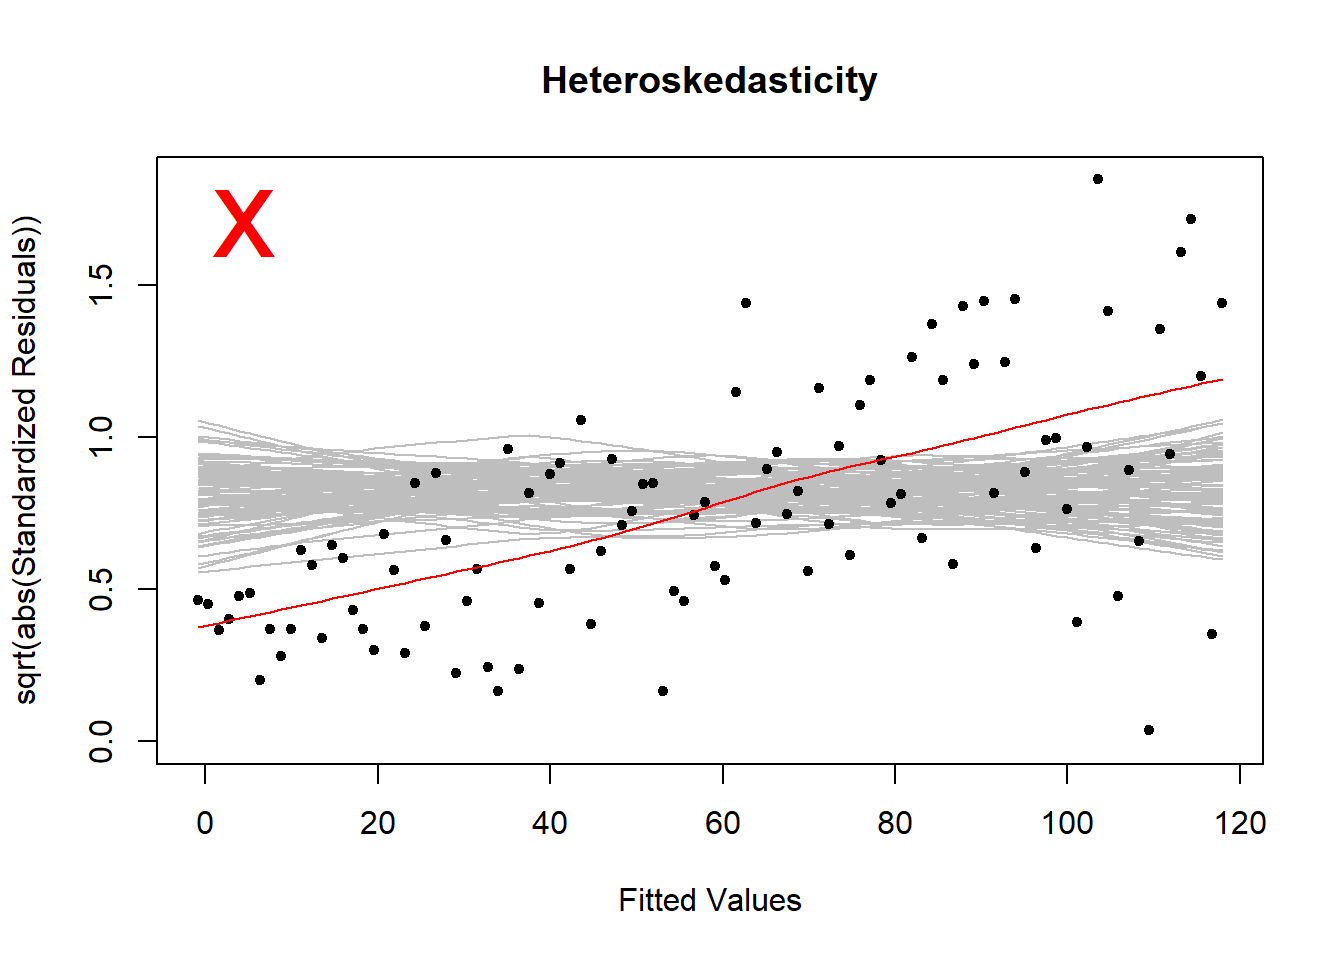 Heteroskedasticity
X
sqrt(abs(Standardized Residuals))
1.5
1.0
0.5
0.0
0 20 40 60 80 100 120
Fitted Values